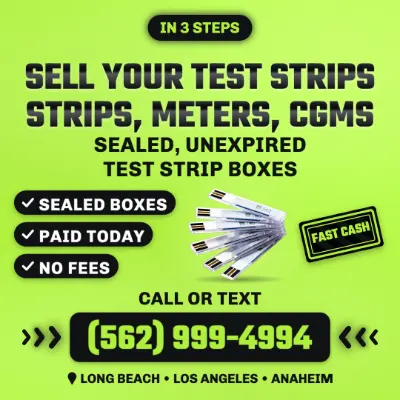 IN 3 STEPS
SELL YOUR TEST STRIPS
STRIPS, METERS, CGMS
SEALED, UNEXPIRED
TEST STRIP BOXES
SEALED BOXES
PAID TODAY
NO FEES
FAST CASH
CALL OR TEXT
(562) 999-4994
LONG BEACH • LOS ANGELES • ANAHEIM